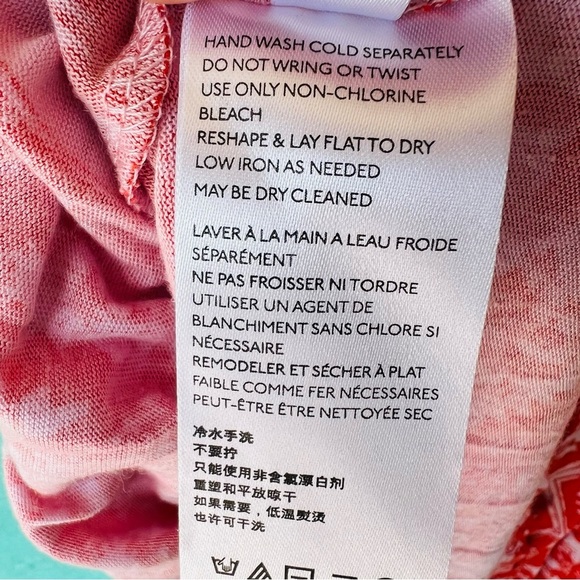 HAND WASH COLD SEPARATELY
DO NOT WRING OR TWIST
USE ONLY NON-CHLORINE
BLEACH
RESHAPE & LAY FLAT TO DRY
LOW IRON AS NEEDED
MAY BE DRY CLEANED
LAVER À LA MAIN A LEAU FROIDE
SÉPARÉMENT
NE PAS FROISSER NI TORDRE
UTILISER UN AGENT DE
BLANCHIMENT SANS CHLORE SI
NÉCESSAIRE
REMODELER ET SÉCHER À PLAT
FAIBLE COMME FER NÉCESSAIRES
PEUT-ÊTRE ÊTRE NETTOYÉE SEC
冷水手洗
不要拧
只能使用非含氧漂白剂
重塑和平放晾干
如果需要，低温熨烫
也许可干洗